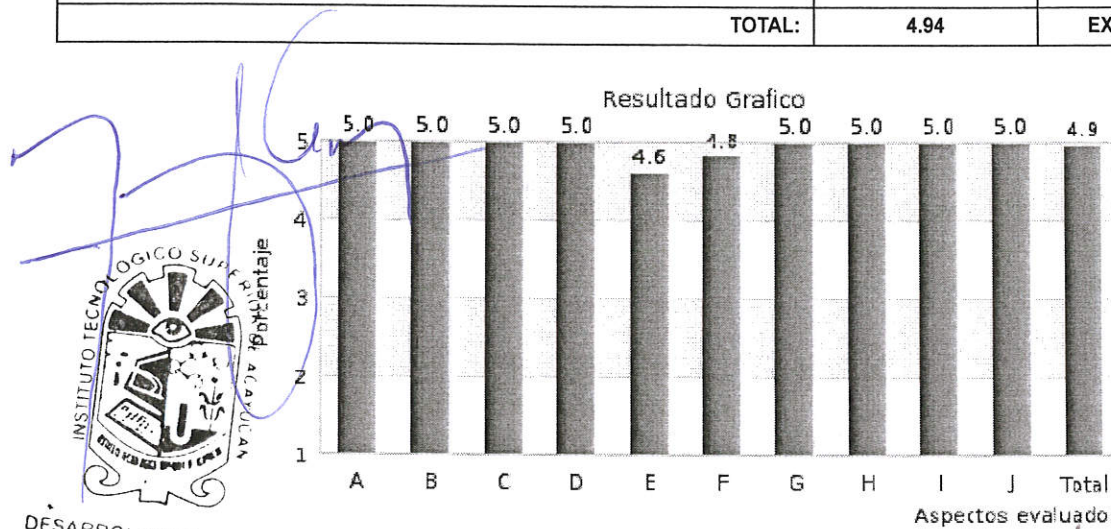 TOTAL: 4.94 EX
Resultado Grafico
5.0 5.0 5.0 5.0 4.6 4.8 5.0 5.0 5.0 5.0 4.9
5
4
3
2
1
porcentaje
A B C D E F G H I J Total
Aspectos evaluado
INSTITUTO TECNOLOGICO SUPERIOR DE ACAYUCAN